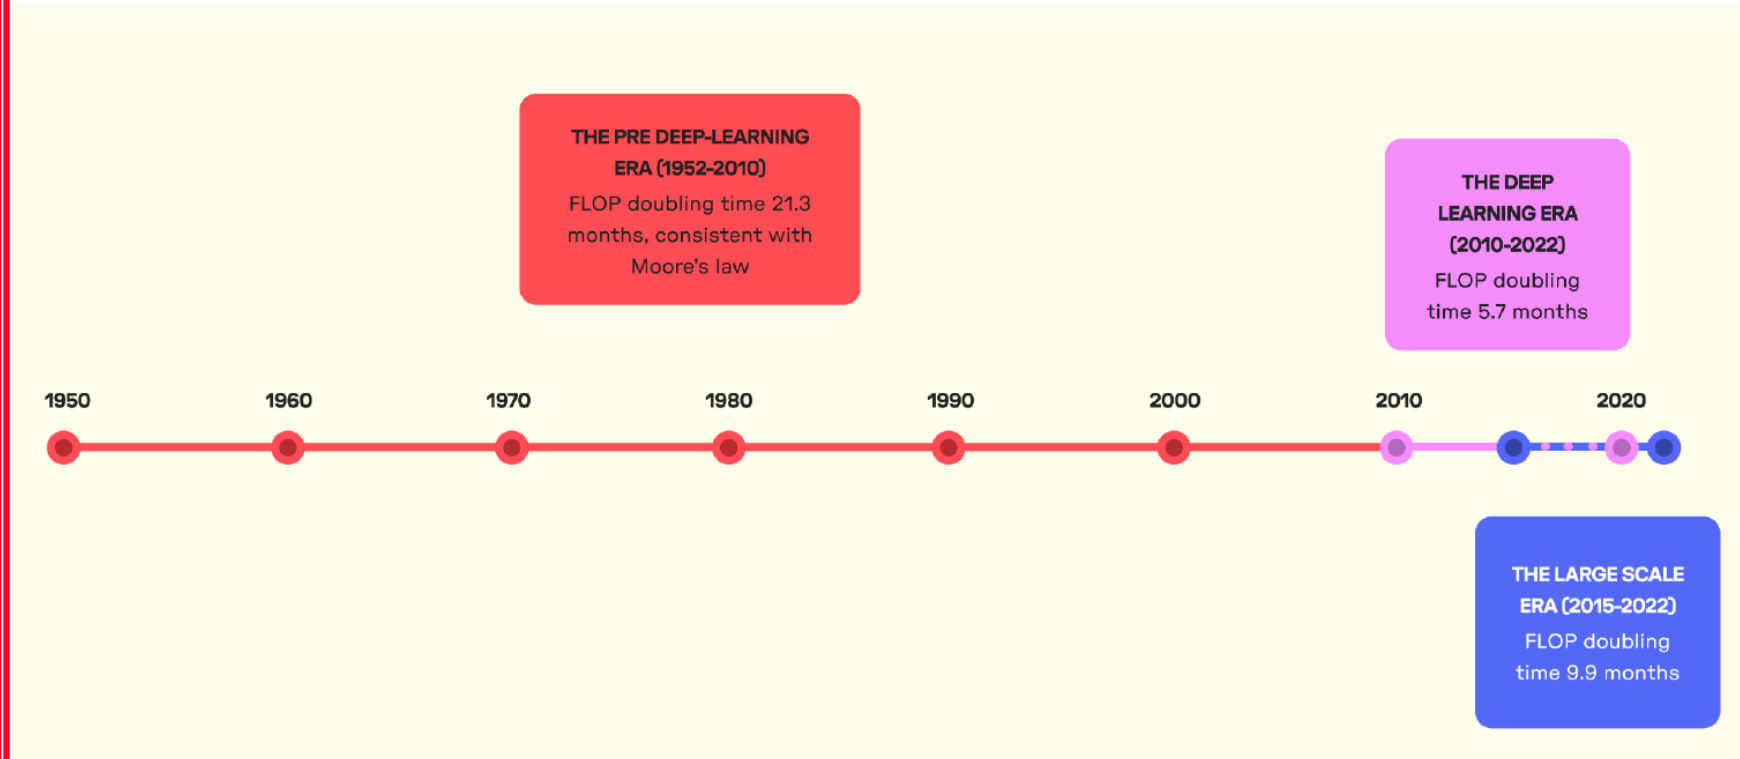 THE PRE DEEP-LEARNING
ERA (1952-2010)
FLOP doubling time 21.3
months, consistent with
Moore's law
THE DEEP
LEARNING ERA
(2010-2022)
FLOP doubling
time 5.7 months
1950
1960
1970
1980
1990
2000
2010
2020
THE LARGE SCALE
ERA (2015-2022)
FLOP doubling
time 9.9 months